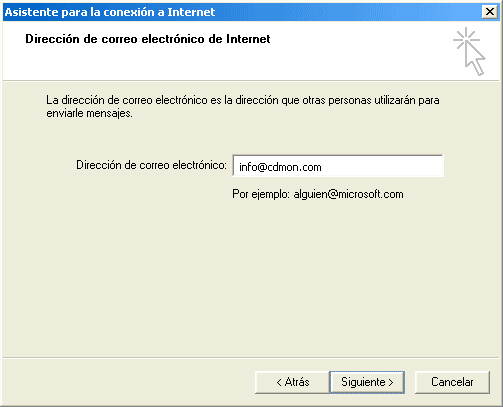 Asistente para la conexión a Internet
Dirección de correo electrónico de Internet
La dirección de correo electrónico es la dirección que otras personas utilizarán para
enviarle mensajes.
Dirección de correo electrónico: info@cdmon.com
Por ejemplo: alguien@microsoft.com
< Atrás Siguiente > Cancelar